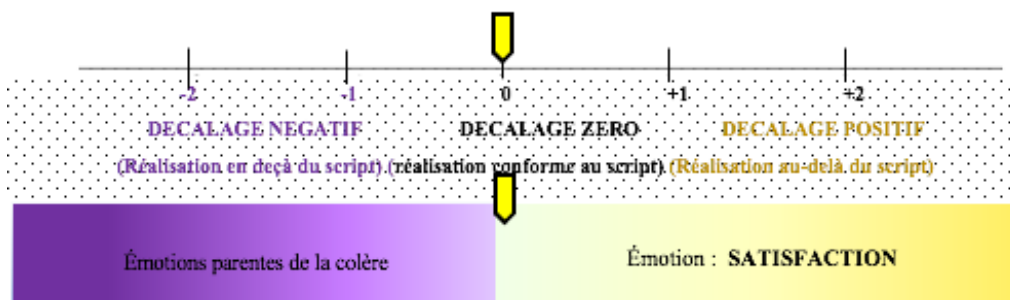 -2 -1 0 +1 +2
DECALAGE NEGATIF DECALAGE ZERO DECALAGE POSITIF
(Réalisation en deçà du script) (réalisation conforme au script) (Réalisation au-delà du script)
Émotions parentes de la colère Émotion : SATISFACTION